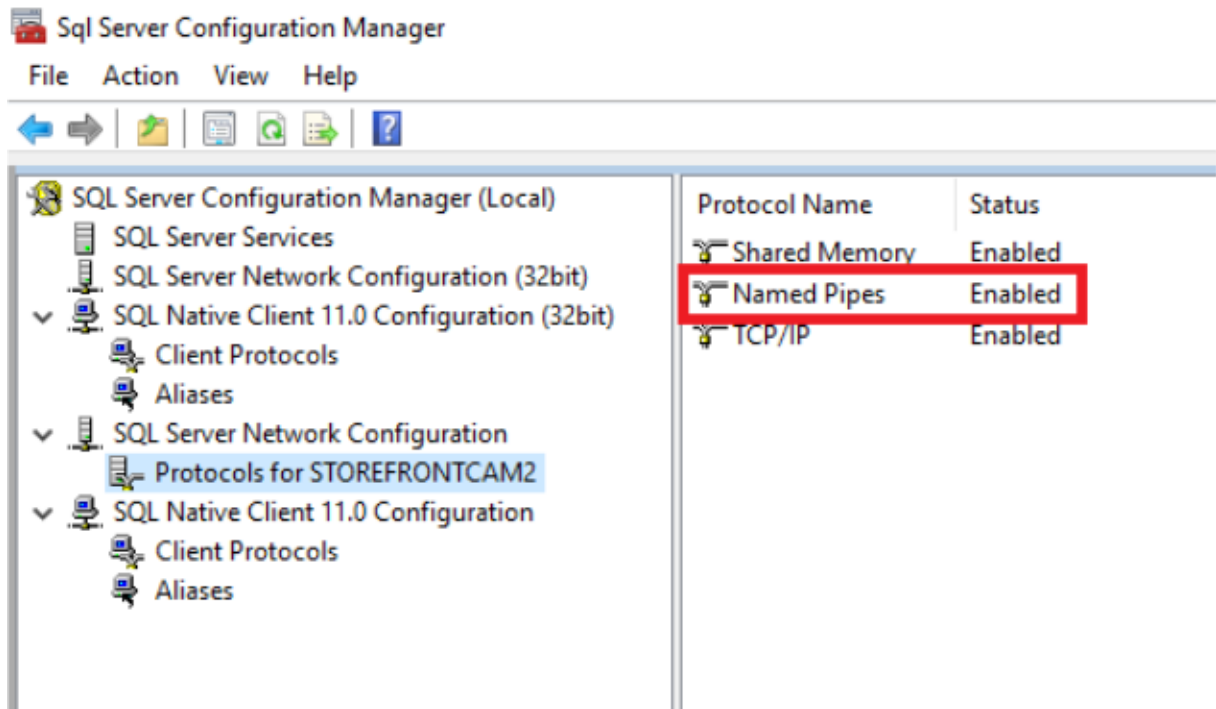 Sql Server Configuration Manager
File Action View Help
SQL Server Configuration Manager (Local)
SQL Server Services
SQL Server Network Configuration (32bit)
SQL Native Client 11.0 Configuration (32bit)
Client Protocols
Aliases
SQL Server Network Configuration
Protocols for STOREFRONTCAM2
SQL Native Client 11.0 Configuration
Client Protocols
Aliases
Protocol Name Status
Shared Memory Enabled
Named Pipes Enabled
TCP/IP Enabled